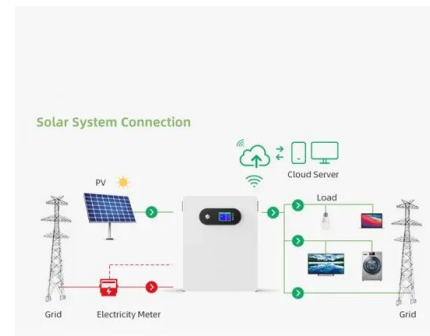 Solar System Connection
Cloud Server
PV
Load
Grid
Electricity Meter
Grid